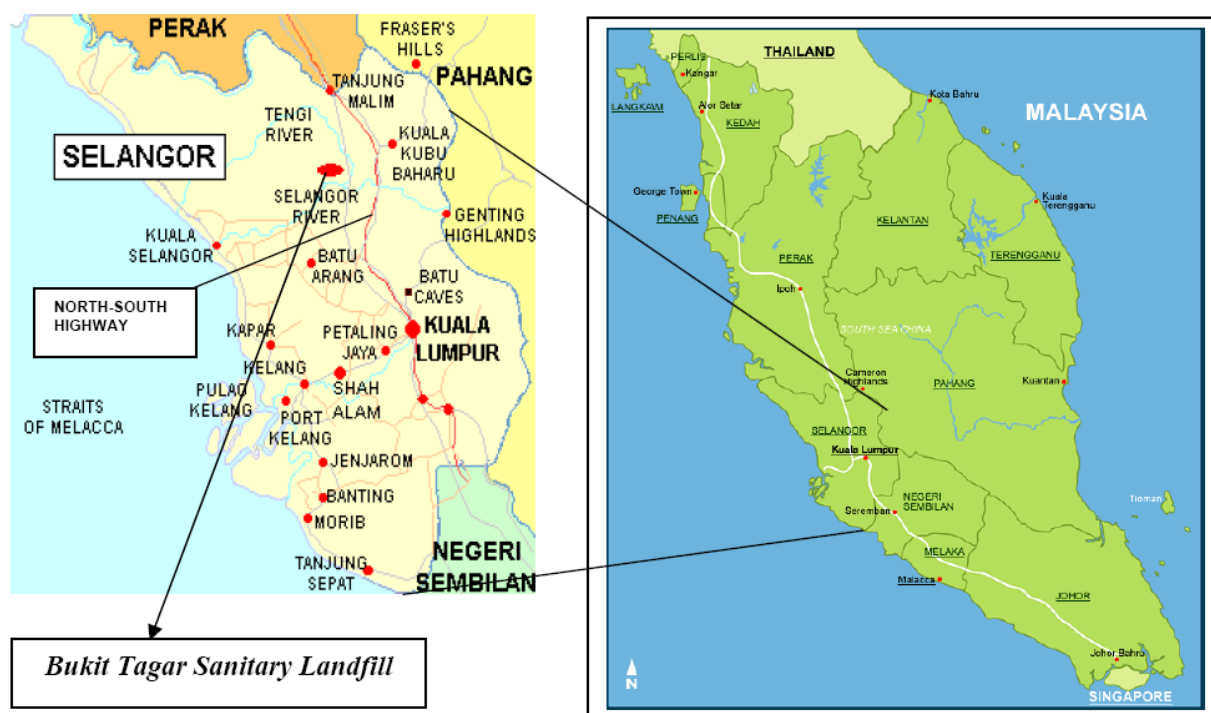 PERAK
FRASER'S
HILLS
PAHANG
TANJUNG
MALIM
TENGI
RIVER
KUALA
KUBU
BAHARU
SELANGOR
SELANGOR
RIVER
GENTING
HIGHLANDS
KUALA
SELANGOR
BATU
ARANG
BATU
CAVES
NORTH-SOUTH
HIGHWAY
KAPAR
PETALING
JAYA
KUALA
LUMPUR
KELANG
PULAO
KELANG
SHAH
ALAM
STRAITS
OF MELACCA
PORT
KELANG
JENJAROM
BANTING
MORIB
NEGERI
SEMBILAN
TANJUNG
SEPAT
Bukit Tagar Sanitary Landfill
THAILAND
PERLIS
Kangar
LANGKAWI
Alor Setar
KEDAH
Kota Bahru
MALAYSIA
George Town
PENANG
Kuala
Terengganu
KELANTAN
PERAK
TERENGGANU
Ipoh
SOUTH SEA CHINA
Cameron
Highlands
PAHANG
Kuantan
SELANGOR
Kuala Lumpur
Tioman
Seremban
NEGERI
SEMBILAN
MELAKA
Malacca
JOHOR
Johor Bahru
N
SINGAPORE